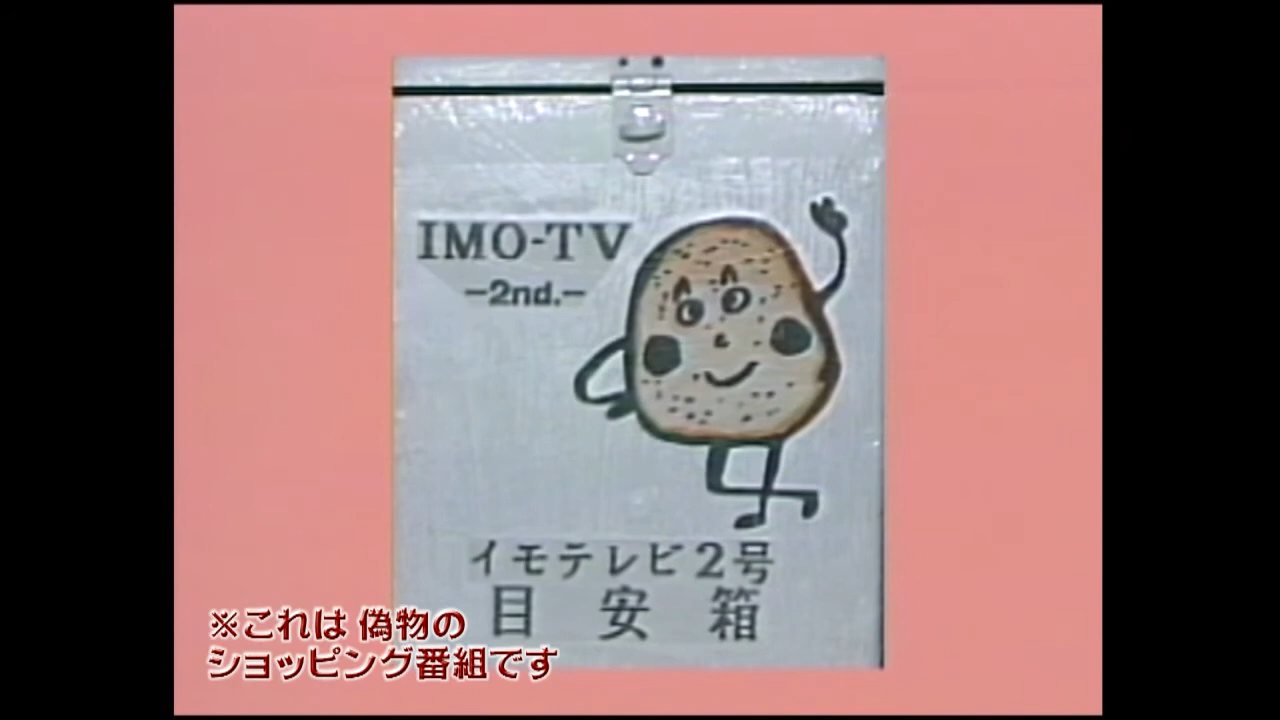 IMO-TV
-2nd.-
イモテレビ2号
目安箱
※これは 偽物の
ショッピング番組です